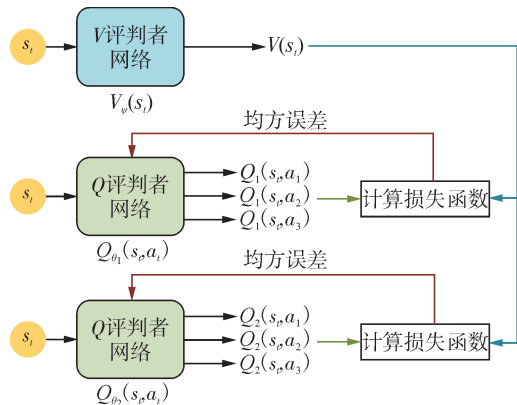 s_t
V评判者
网络
V(s_t)
V_ψ(s_t)
均方误差
s_t
Q评判者
网络
Q_1(s_t,a_1)
Q_1(s_t,a_2)
Q_1(s_t,a_3)
计算损失函数
Q_θ1(s_t,a_t)
均方误差
s_t
Q评判者
网络
Q_2(s_t,a_1)
Q_2(s_t,a_2)
Q_2(s_t,a_3)
计算损失函数
Q_θ2(s_t,a_t)